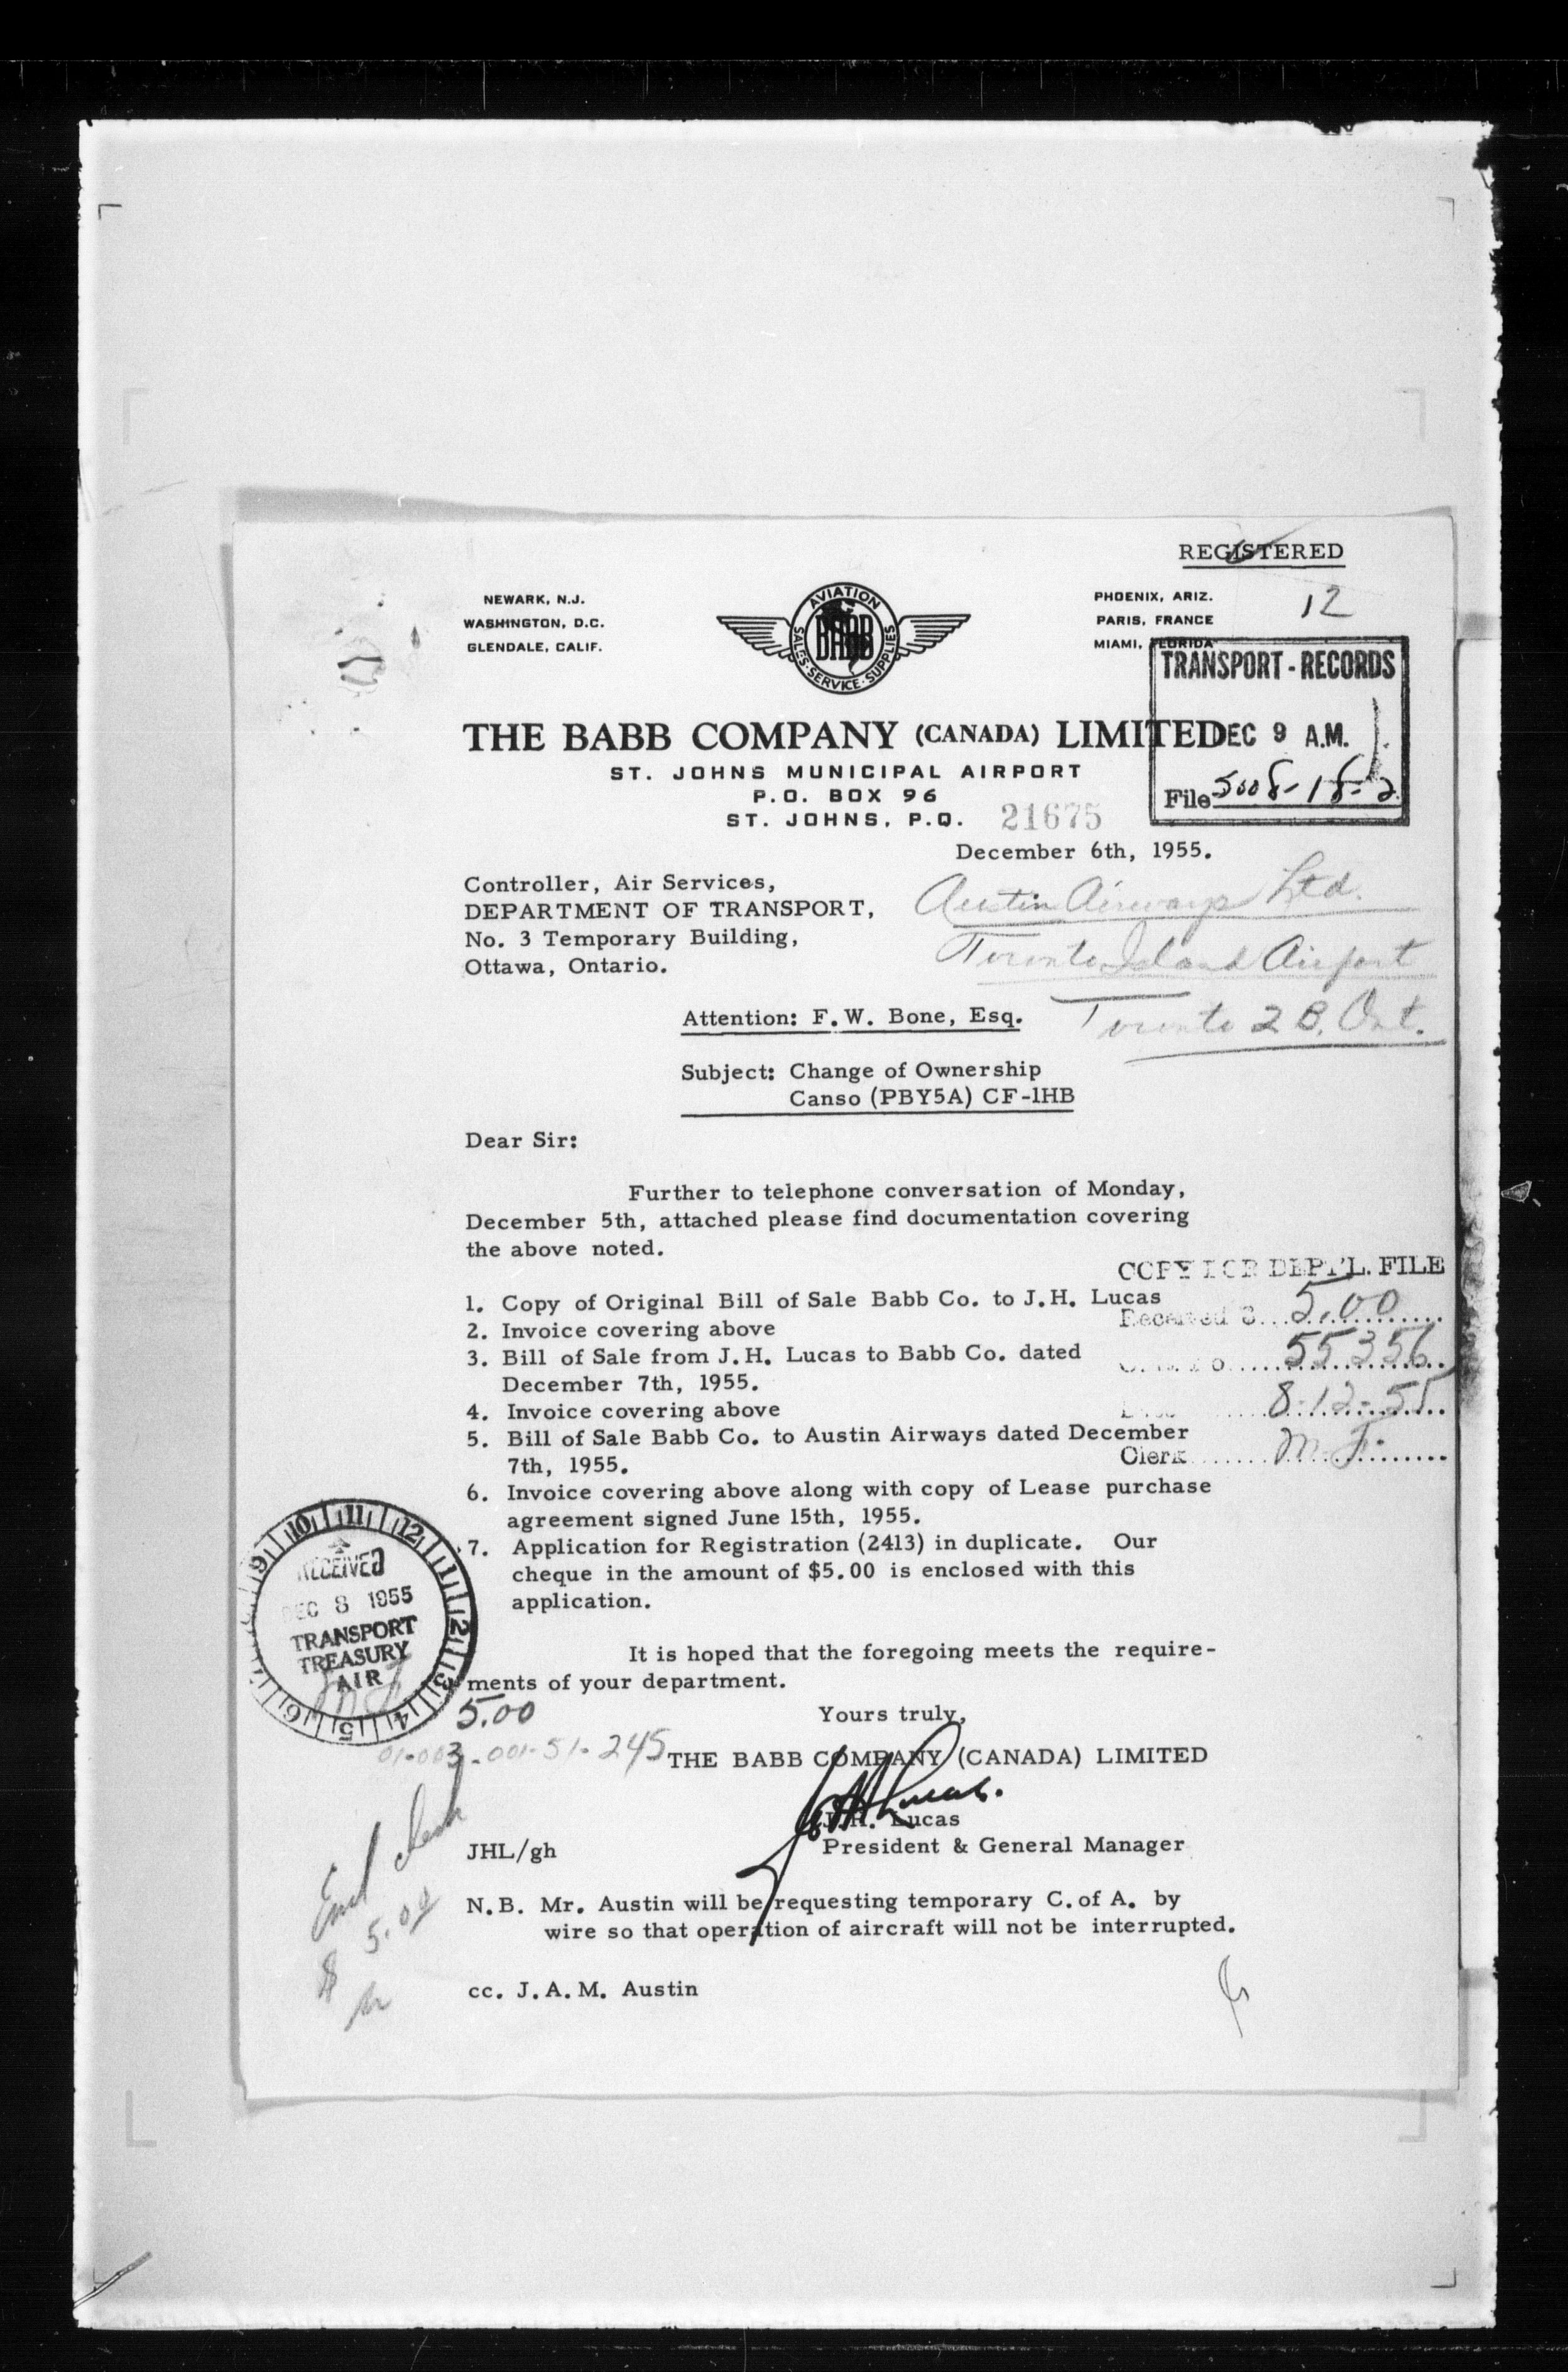 REGISTERED
12
NEWARK, N.J.
WASHINGTON, D.C.
GLENDALE, CALIF.
AVIATION
BABB
SALES · SERVICE · SUPPLIES
PHOENIX, ARIZ.
PARIS, FRANCE
MIAMI, FLORIDA
TRANSPORT - RECORDS
DEC 9 A.M.
File 5008-18-2
THE BABB COMPANY (CANADA) LIMITED
ST. JOHNS MUNICIPAL AIRPORT
P.O. BOX 96
ST. JOHNS, P.Q.
21675
December 6th, 1955.
Controller, Air Services,
DEPARTMENT OF TRANSPORT,
No. 3 Temporary Building,
Ottawa, Ontario.
Austin Airways Ltd.
Toronto Island Airport
Toronto 2B, Ont.
Attention: F.W. Bone, Esq.
Subject: Change of Ownership
Canso (PBY5A) CF-1HB
Dear Sir:
Further to telephone conversation of Monday,
December 5th, attached please find documentation covering
the above noted.
COPY FOR DEPT'L. FILE
Received $ 5.00
55356
8-12-55
Clerk M.F.
1. Copy of Original Bill of Sale Babb Co. to J.H. Lucas
2. Invoice covering above
3. Bill of Sale from J.H. Lucas to Babb Co. dated
December 7th, 1955.
4. Invoice covering above
5. Bill of Sale Babb Co. to Austin Airways dated December
7th, 1955.
6. Invoice covering above along with copy of Lease purchase
agreement signed June 15th, 1955.
7. Application for Registration (2413) in duplicate. Our
cheque in the amount of $5.00 is enclosed with this
application.
RECEIVED
DEC 8 1955
TRANSPORT
TREASURY
AIR
It is hoped that the foregoing meets the require-
ments of your department.
5.00
01-003-001-51-245
Yours truly,
THE BABB COMPANY (CANADA) LIMITED
J.H. Lucas
President & General Manager
JHL/gh
$ 5.00
N.B. Mr. Austin will be requesting temporary C. of A. by
wire so that operation of aircraft will not be interrupted.
cc. J.A.M. Austin